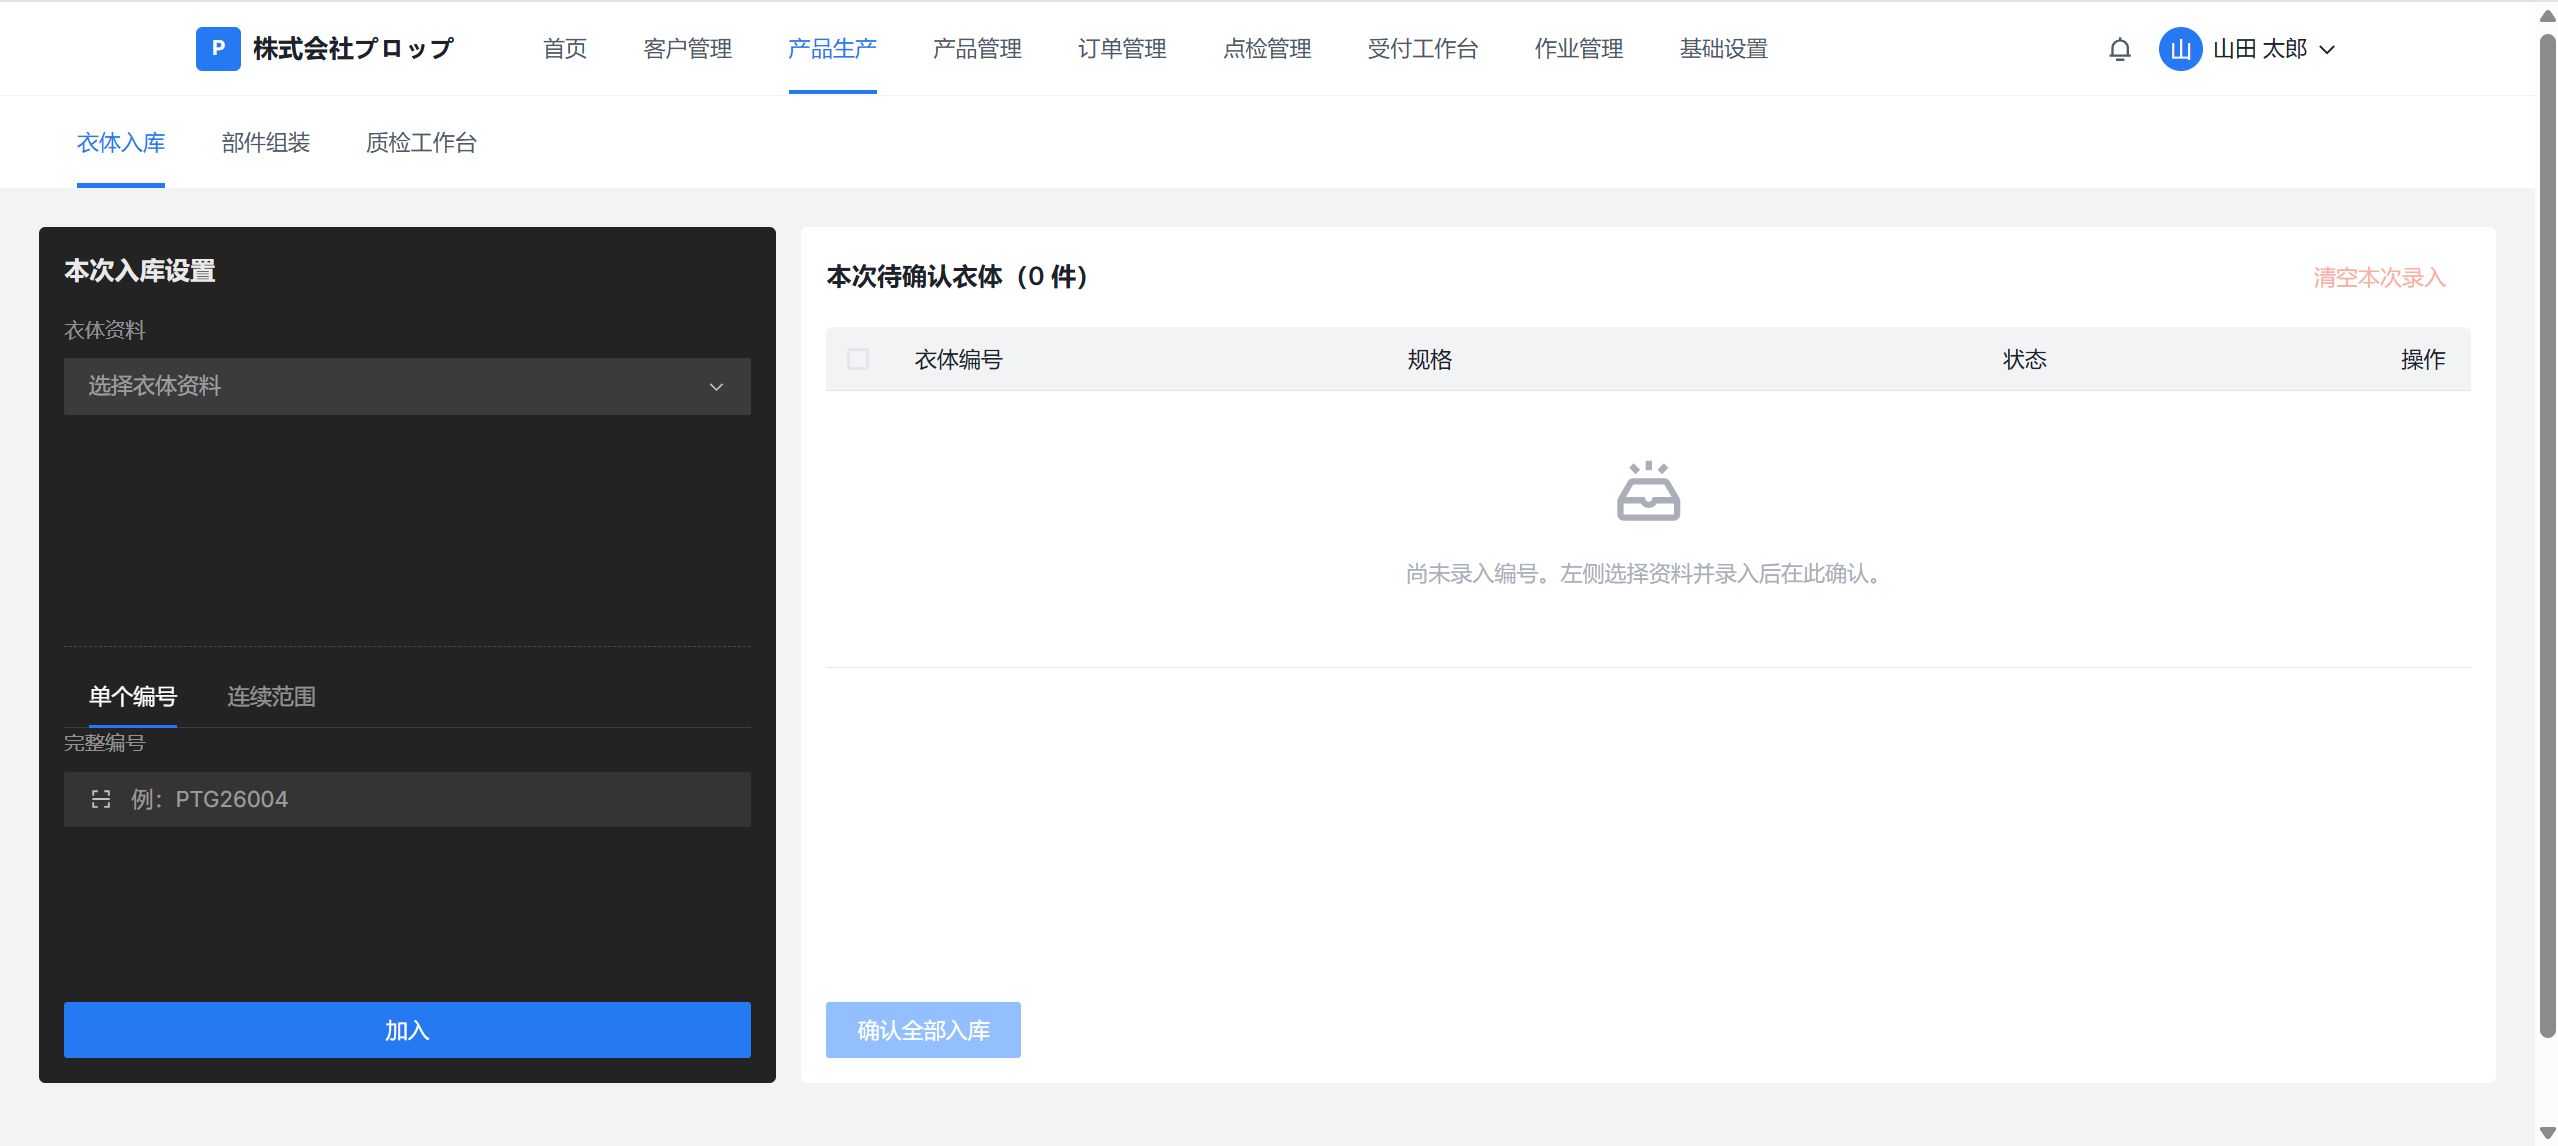 P 株式会社プロップ 首页 客户管理 产品生产 产品管理 订单管理 点检管理 受付工作台 作业管理 基础设置 山 山田 太郎
衣体入库 部件组装 质检工作台
本次入库设置
衣体资料
选择衣体资料
单个编号 连续范围
完整编号
例：PTG26004
加入
本次待确认衣体（0 件）
清空本次录入
衣体编号 规格 状态 操作
尚未录入编号。左侧选择资料并录入后在此确认。
确认全部入库